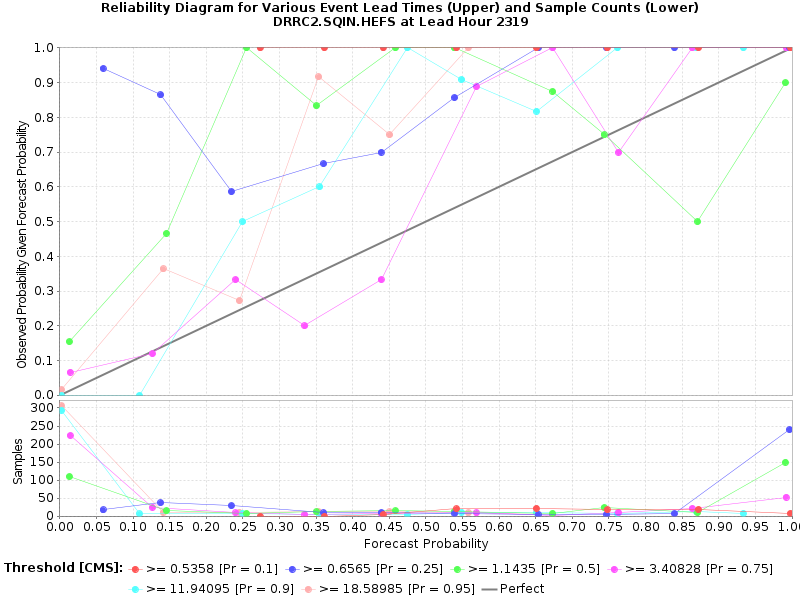 Reliability Diagram for Various Event Lead Times (Upper) and Sample Counts (Lower)
DRRC2.SQIN.HEFS at Lead Hour 2319
Observed Probability Given Forecast Probability
1.0
0.9
0.8
0.7
0.6
0.5
0.4
0.3
0.2
0.1
0.0
Samples
300
250
200
150
100
50
0
0.00 0.05 0.10 0.15 0.20 0.25 0.30 0.35 0.40 0.45 0.50 0.55 0.60 0.65 0.70 0.75 0.80 0.85 0.90 0.95 1.0
Forecast Probability
Threshold [CMS]: >= 0.5358 [Pr = 0.1] >= 0.6565 [Pr = 0.25] >= 1.1435 [Pr = 0.5] >= 3.40828 [Pr = 0.75]
>= 11.94095 [Pr = 0.9] >= 18.58985 [Pr = 0.95] Perfect